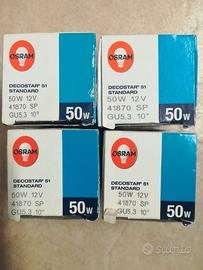 OSRAM
DECOSTAR 51
STANDARD
50W 12V
41870 SP
GU5,3 10°
50W
OSRAM
DECOSTAR 51
STANDARD
50W 12V
41870 SP
GU5,3 10°
50W
OSRAM
DECOSTAR 51
STANDARD
50W 12V
41870 SP
GU5,3 10°
50W
OSRAM
DECOSTAR 51
STANDARD
50W 12V
41870 SP
GU5,3 10°
50W
subito